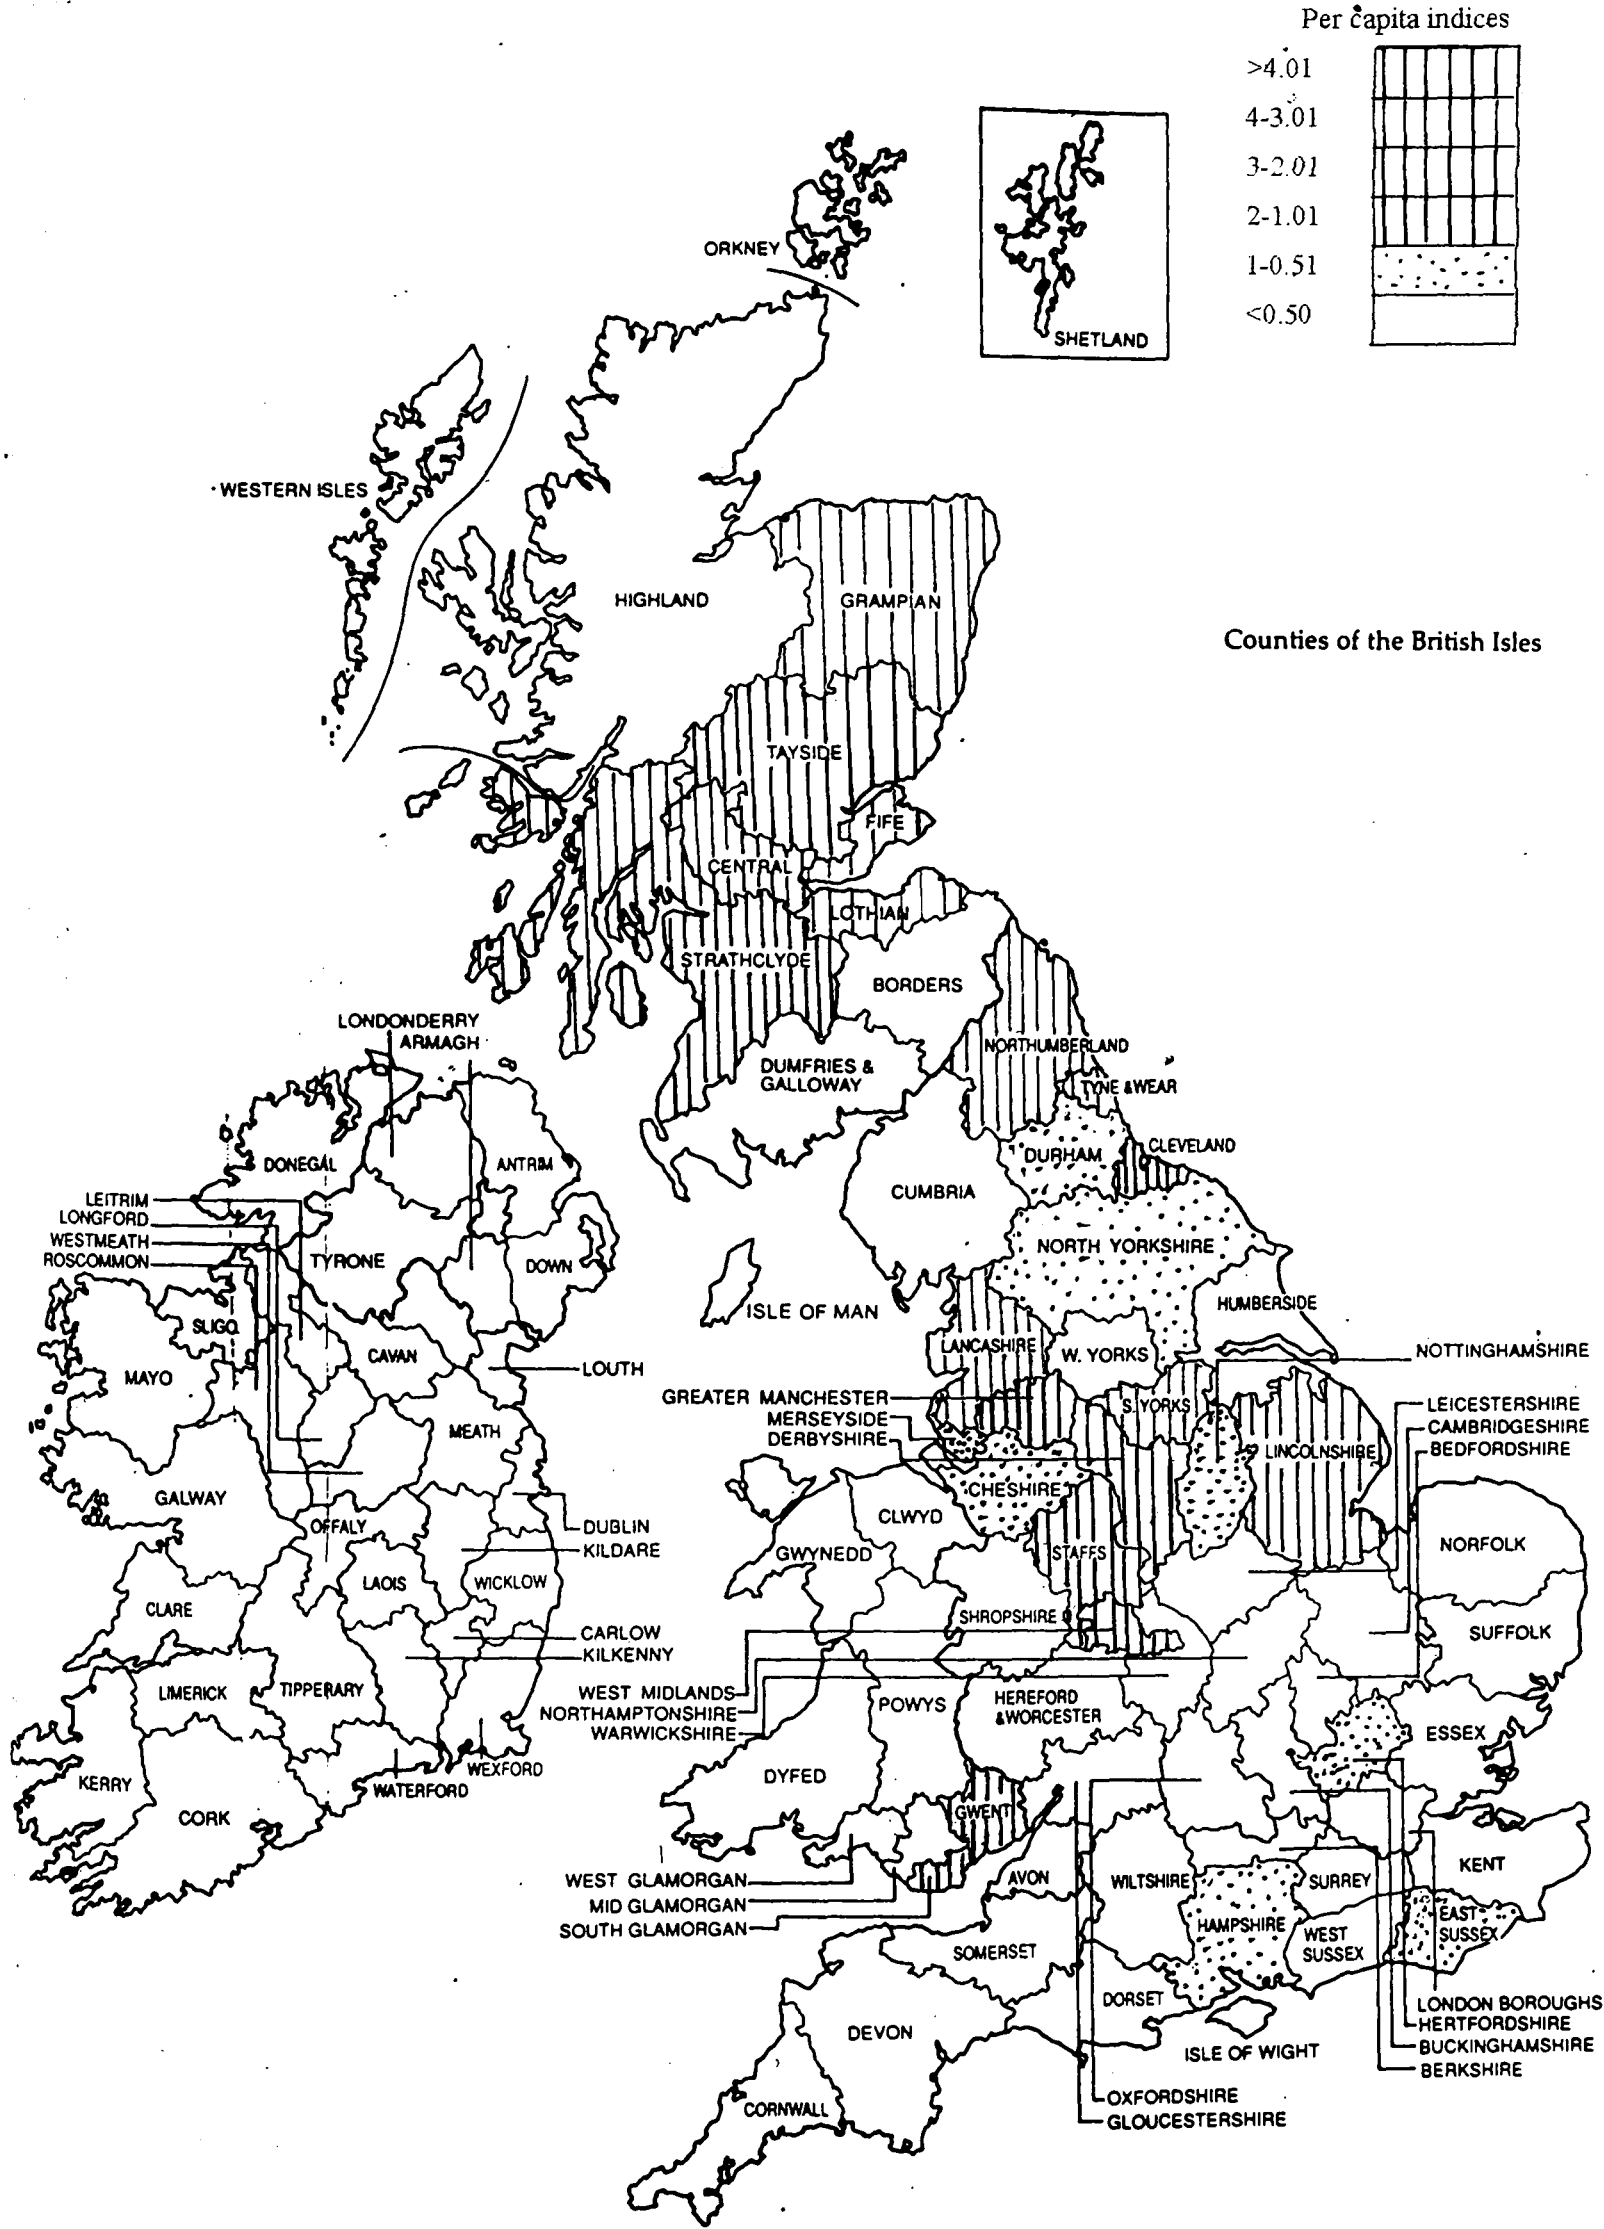 Per capita indices
>4.01
4-3.01
3-2.01
2-1.01
1-0.51
<0.50
ORKNEY
SHETLAND
WESTERN ISLES
HIGHLAND
GRAMPIAN
Counties of the British Isles
TAYSIDE
FIFE
CENTRAL
LOTHIAN
STRATHCLYDE
BORDERS
LONDONDERRY
ARMAGH
NORTHUMBERLAND
DUMFRIES &
GALLOWAY
TYNE & WEAR
DONEGAL
ANTRIM
DURHAM
CLEVELAND
CUMBRIA
LEITRIM
LONGFORD
WESTMEATH
ROSCOMMON
TYRONE
DOWN
NORTH YORKSHIRE
ISLE OF MAN
HUMBERSIDE
SLIGO
MAYO
CAVAN
LOUTH
LANCASHIRE
W. YORKS
NOTTINGHAMSHIRE
GREATER MANCHESTER
MERSEYSIDE
DERBYSHIRE
S. YORKS
LEICESTERSHIRE
CAMBRIDGESHIRE
BEDFORDSHIRE
LINCOLNSHIRE
MEATH
GALWAY
OFFALY
DUBLIN
KILDARE
CHESHIRE
CLWYD
GWYNEDD
STAFFS
NORFOLK
LAOIS
WICKLOW
CLARE
CARLOW
KILKENNY
SHROPSHIRE
SUFFOLK
LIMERICK
TIPPERARY
WEST MIDLANDS
NORTHAMPTONSHIRE
WARWICKSHIRE
POWYS
HEREFORD
& WORCESTER
ESSEX
KERRY
CORK
WATERFORD
WEXFORD
DYFED
GWENT
WEST GLAMORGAN
MID GLAMORGAN
SOUTH GLAMORGAN
AVON
WILTSHIRE
SURREY
KENT
HAMPSHIRE
WEST
SUSSEX
EAST
SUSSEX
SOMERSET
DORSET
DEVON
ISLE OF WIGHT
LONDON BOROUGHS
HERTFORDSHIRE
BUCKINGHAMSHIRE
BERKSHIRE
CORNWALL
OXFORDSHIRE
GLOUCESTERSHIRE